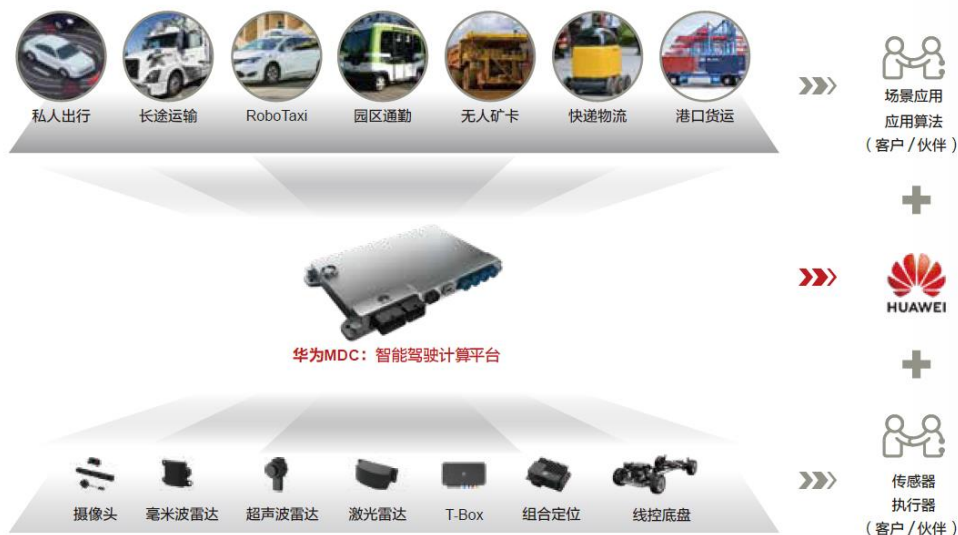 私人出行 长途运输 RoboTaxi 园区通勤 无人矿卡 快递物流 港口货运
场景应用
应用算法
（客户/伙伴）
华为MDC：智能驾驶计算平台
HUAWEI
摄像头 毫米波雷达 超声波雷达 激光雷达 T-Box 组合定位 线控底盘
传感器
执行器
（客户/伙伴）